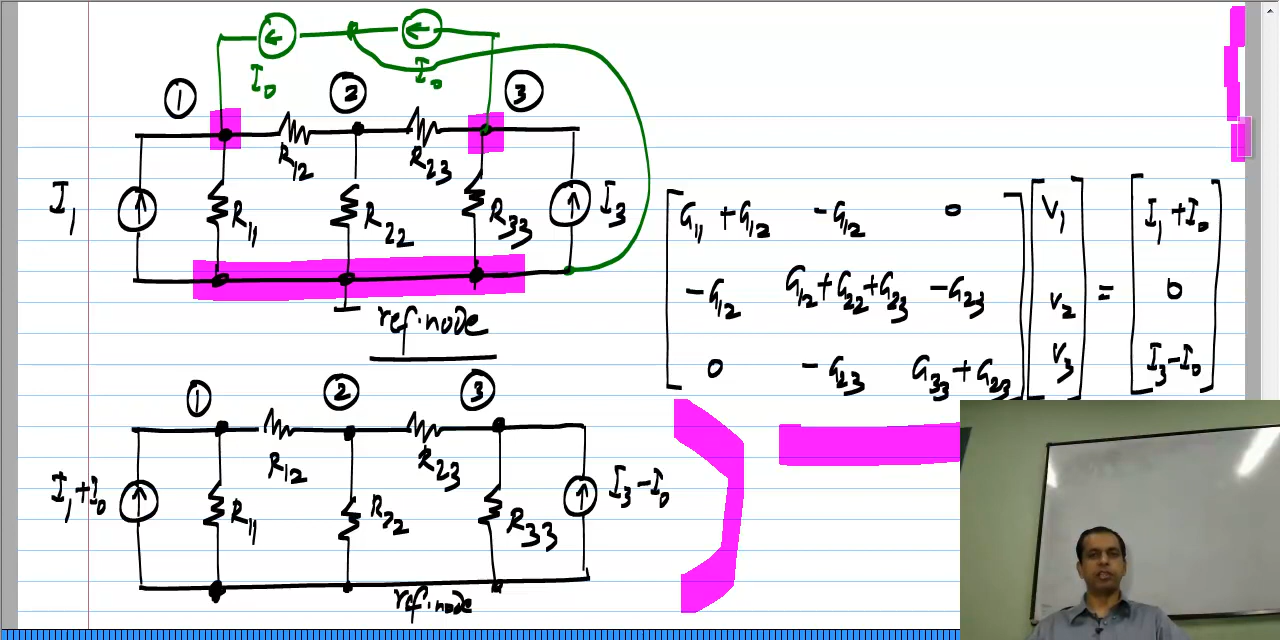 I₀ I₀
① ② ③
R₁₂ R₂₃
I₁ R₁₁ R₂₂ R₃₃ I₃
ref. node
G₁₁ + G₁₂ -G₁₂ 0 V₁ I₁ + I₀
-G₁₂ G₁₂ + G₂₂ + G₂₃ -G₂₃ V₂ = 0
0 -G₂₃ G₃₃ + G₂₃ V₃ I₃ - I₀
① ② ③
R₁₂ R₂₃
I₁ + I₀ R₁₁ R₂₂ R₃₃ I₃ - I₀
ref. node